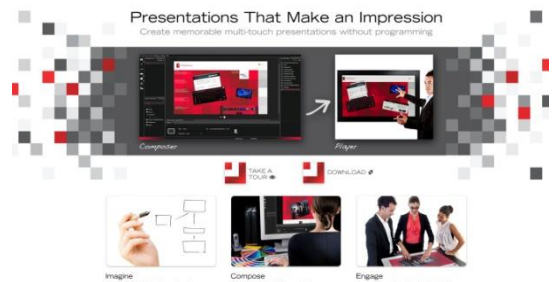 Presentations That Make an Impression
Create memorable multi-touch presentations without programming
Composer
Player
TAKE A
TOUR
DOWNLOAD
Imagine
Compose
Engage